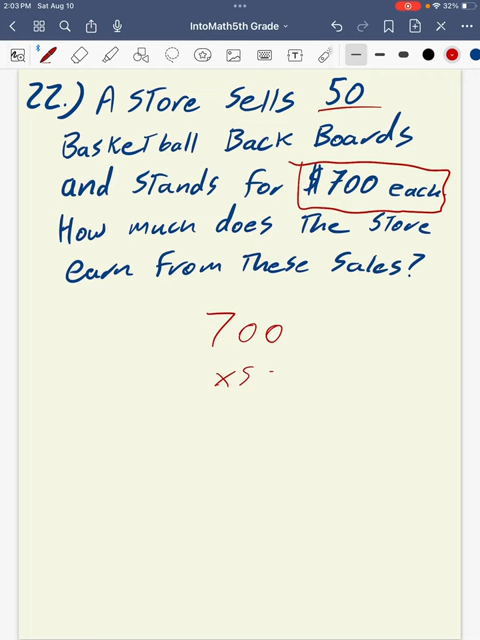 2:03 PM Sat Aug 10
32%
IntoMath5th Grade
22.) A Store Sells 50
Basketball Back Boards
and stands for $700 each
How much does The Store
earn From These Sales?
700
x5